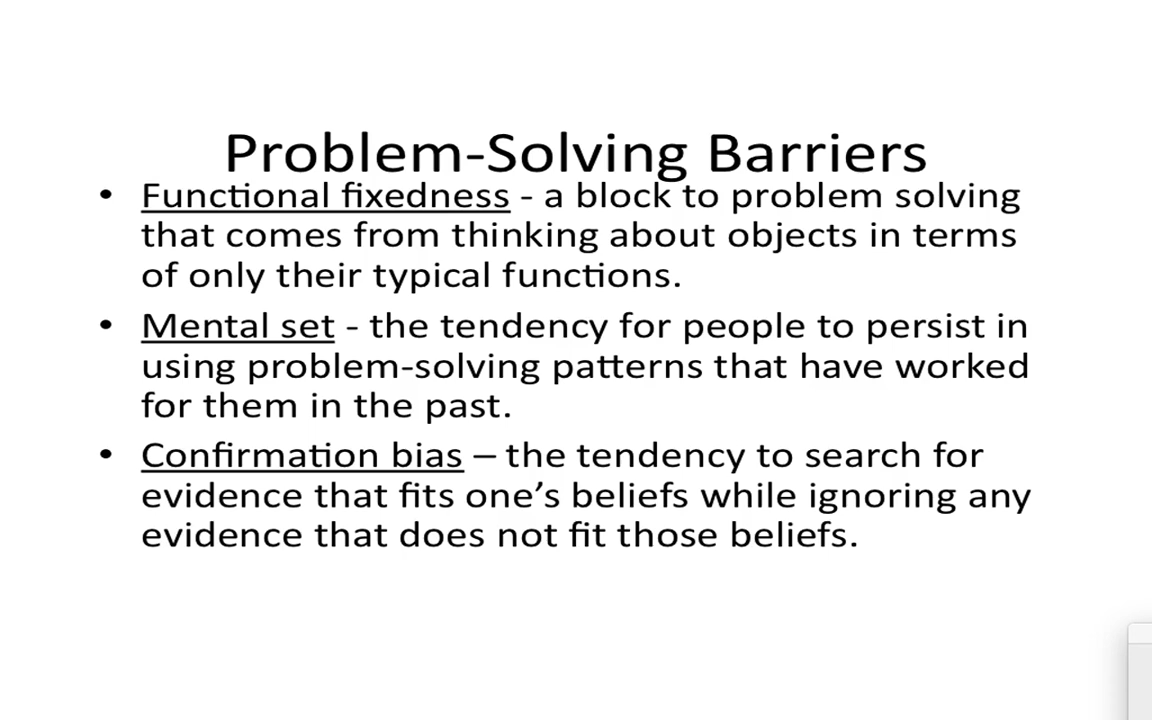 Problem-Solving Barriers
• Functional fixedness - a block to problem solving
that comes from thinking about objects in terms
of only their typical functions.
• Mental set - the tendency for people to persist in
using problem-solving patterns that have worked
for them in the past.
• Confirmation bias – the tendency to search for
evidence that fits one’s beliefs while ignoring any
evidence that does not fit those beliefs.